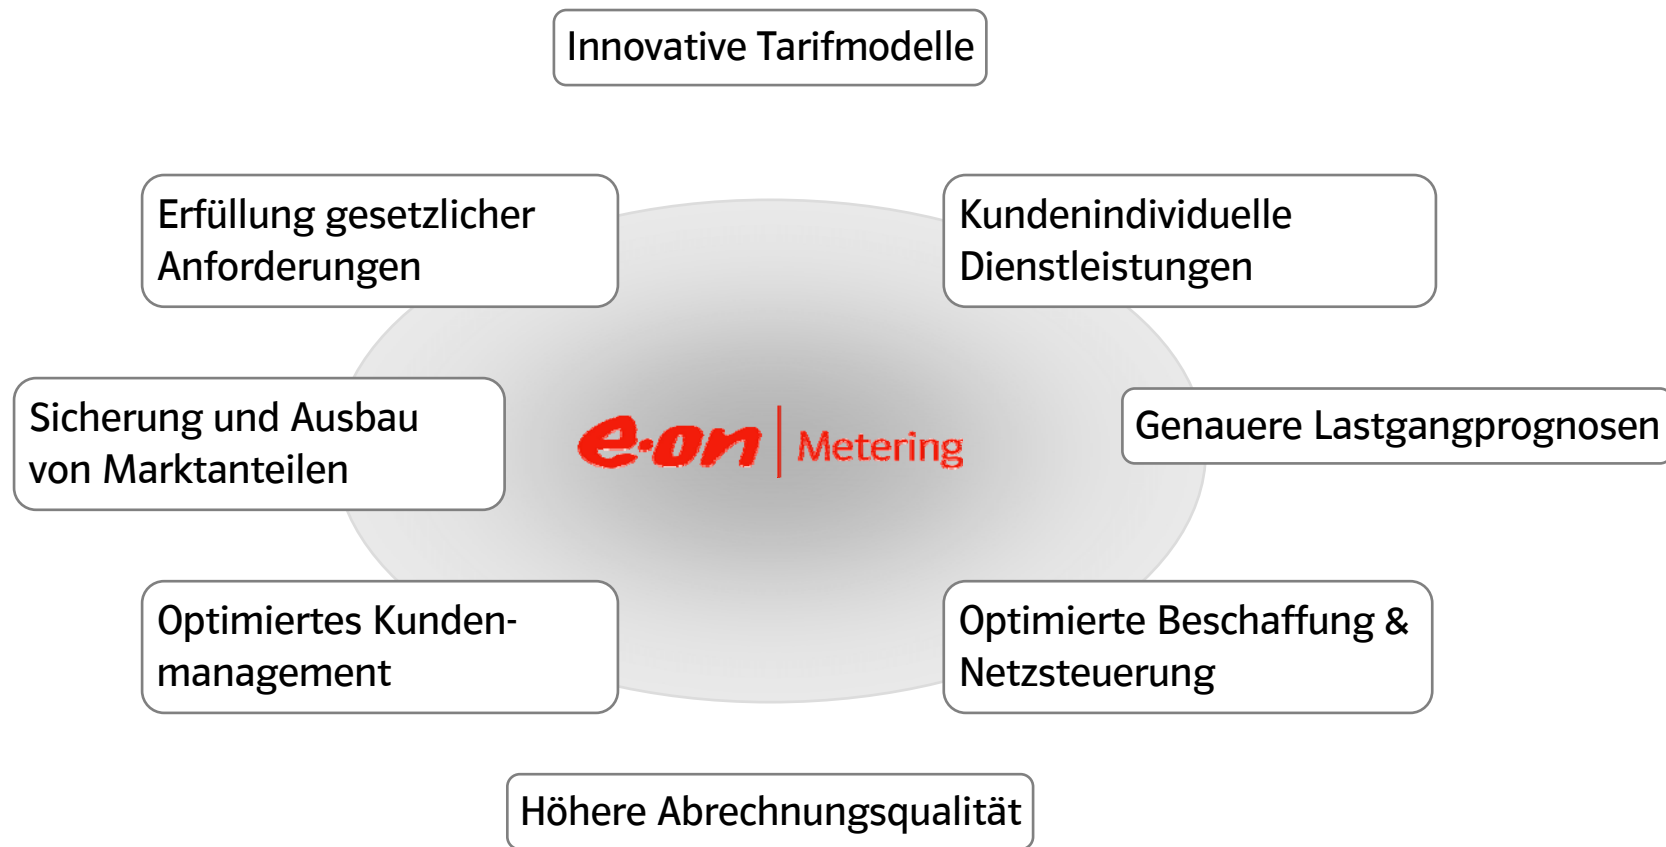 Innovative Tarifmodelle
Erfüllung gesetzlicher
Anforderungen
Kundenindividuelle
Dienstleistungen
Sicherung und Ausbau
von Marktanteilen
e·on | Metering
Genauere Lastgangprognosen
Optimiertes Kunden-
management
Optimierte Beschaffung &
Netzsteuerung
Höhere Abrechnungsqualität